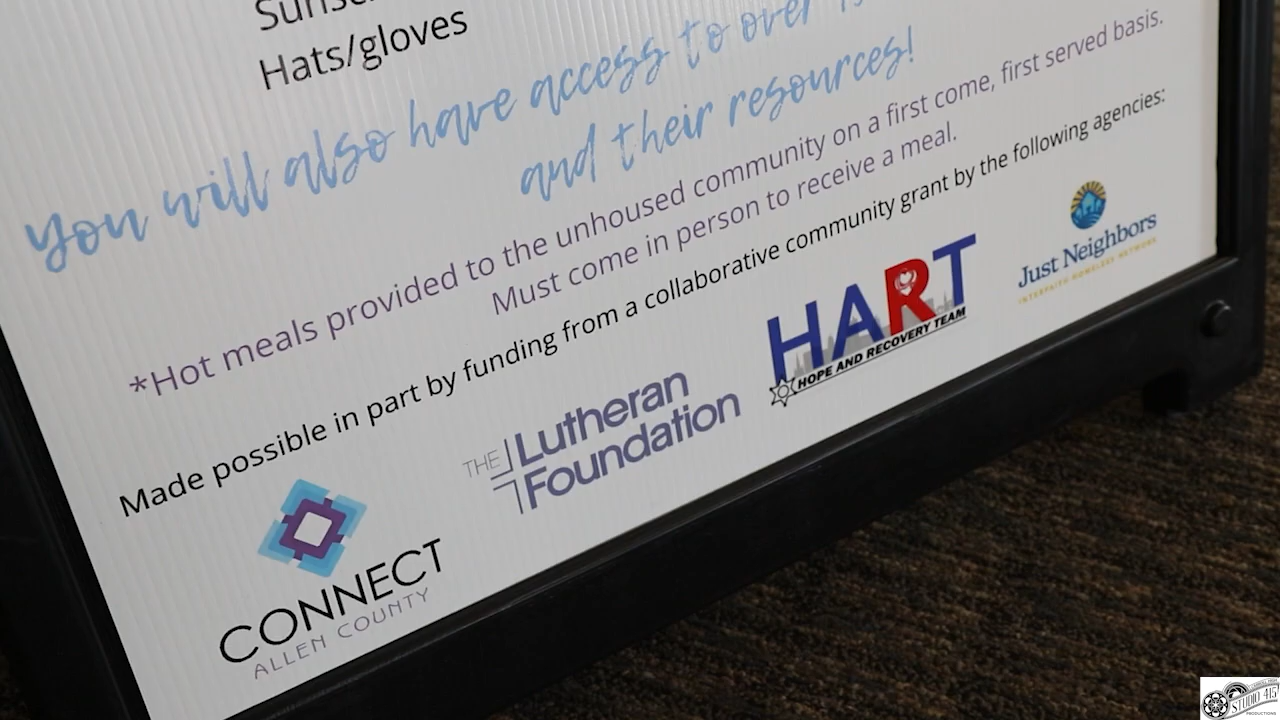 Hats/gloves
you will also have access to over
and their resources!
*Hot meals provided to the unhoused community on a first come, first served basis.
Must come in person to receive a meal.
Made possible in part by funding from a collaborative community grant by the following agencies:
CONNECT
ALLEN COUNTY
THE Lutheran
Foundation
HART
HOPE AND RECOVERY TEAM
Just Neighbors
INTERFAITH HOMELESS NETWORK
STUDIO 415
PRODUCTIONS